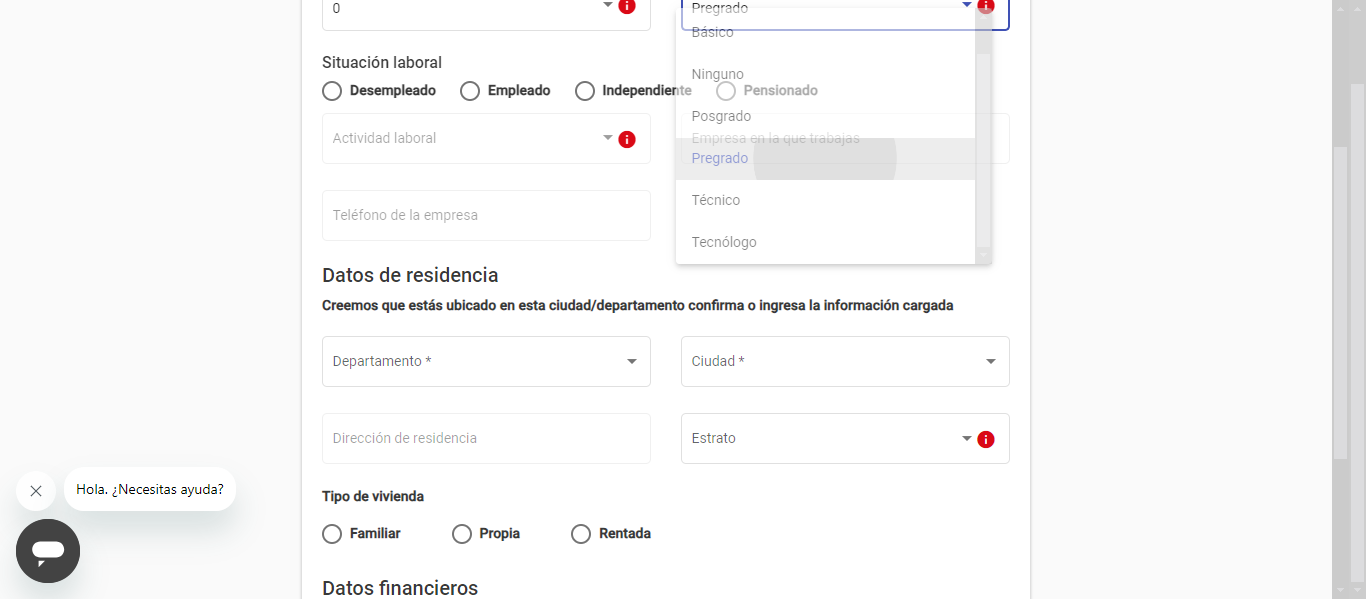 0
Pregrado
Básico
Ninguno
Posgrado
Pregrado
Técnico
Tecnólogo
Situación laboral
Desempleado Empleado Independiente Pensionado
Actividad laboral Empresa en la que trabajas
Teléfono de la empresa
Datos de residencia
Creemos que estás ubicado en esta ciudad/departamento confirma o ingresa la información cargada
Departamento * Ciudad *
Dirección de residencia Estrato
Tipo de vivienda
Familiar Propia Rentada
Hola. ¿Necesitas ayuda?
Datos financieros